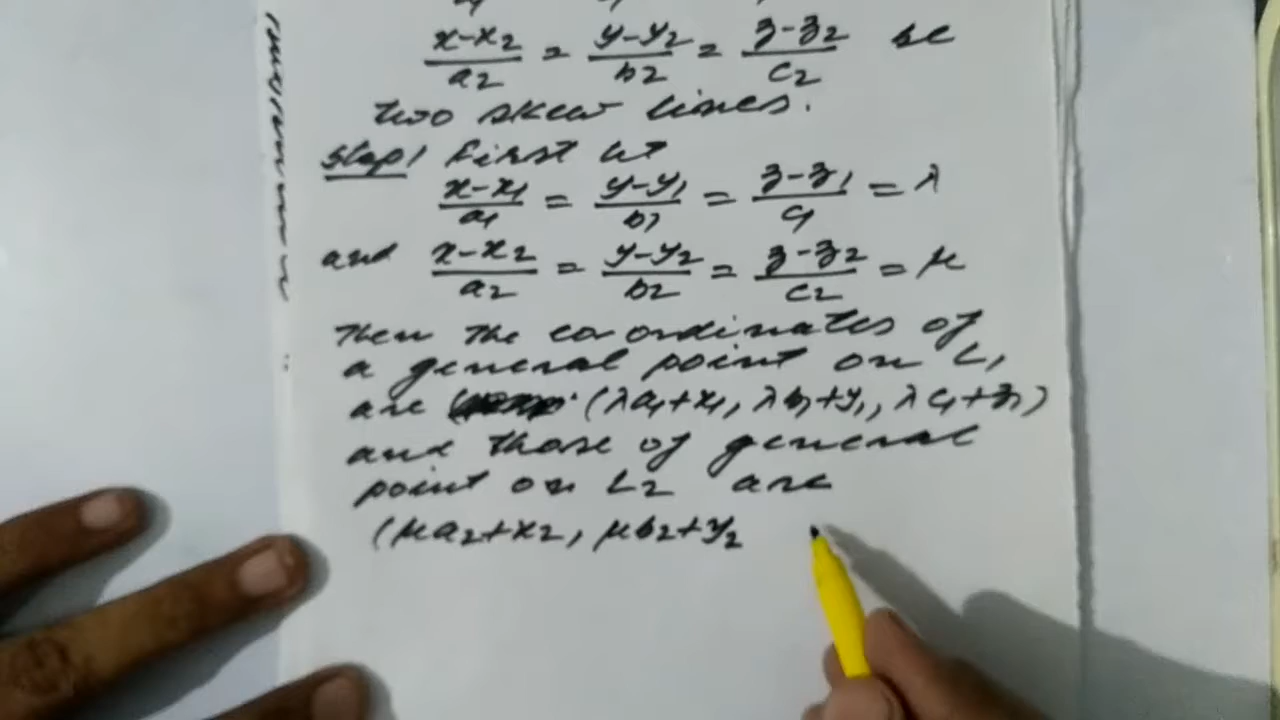 x-x2/a2 = y-y2/b2 = z-z2/c2 be
two skew lines.
Step1 first let
x-x1/a1 = y-y1/b1 = z-z1/c1 = λ
and x-x2/a2 = y-y2/b2 = z-z2/c2 = μ
Then the coordinates of
a general point on L1
are (λa1+x1, λb1+y1, λc1+z1)
and those of general
point on L2 are
(μa2+x2, μb2+y2